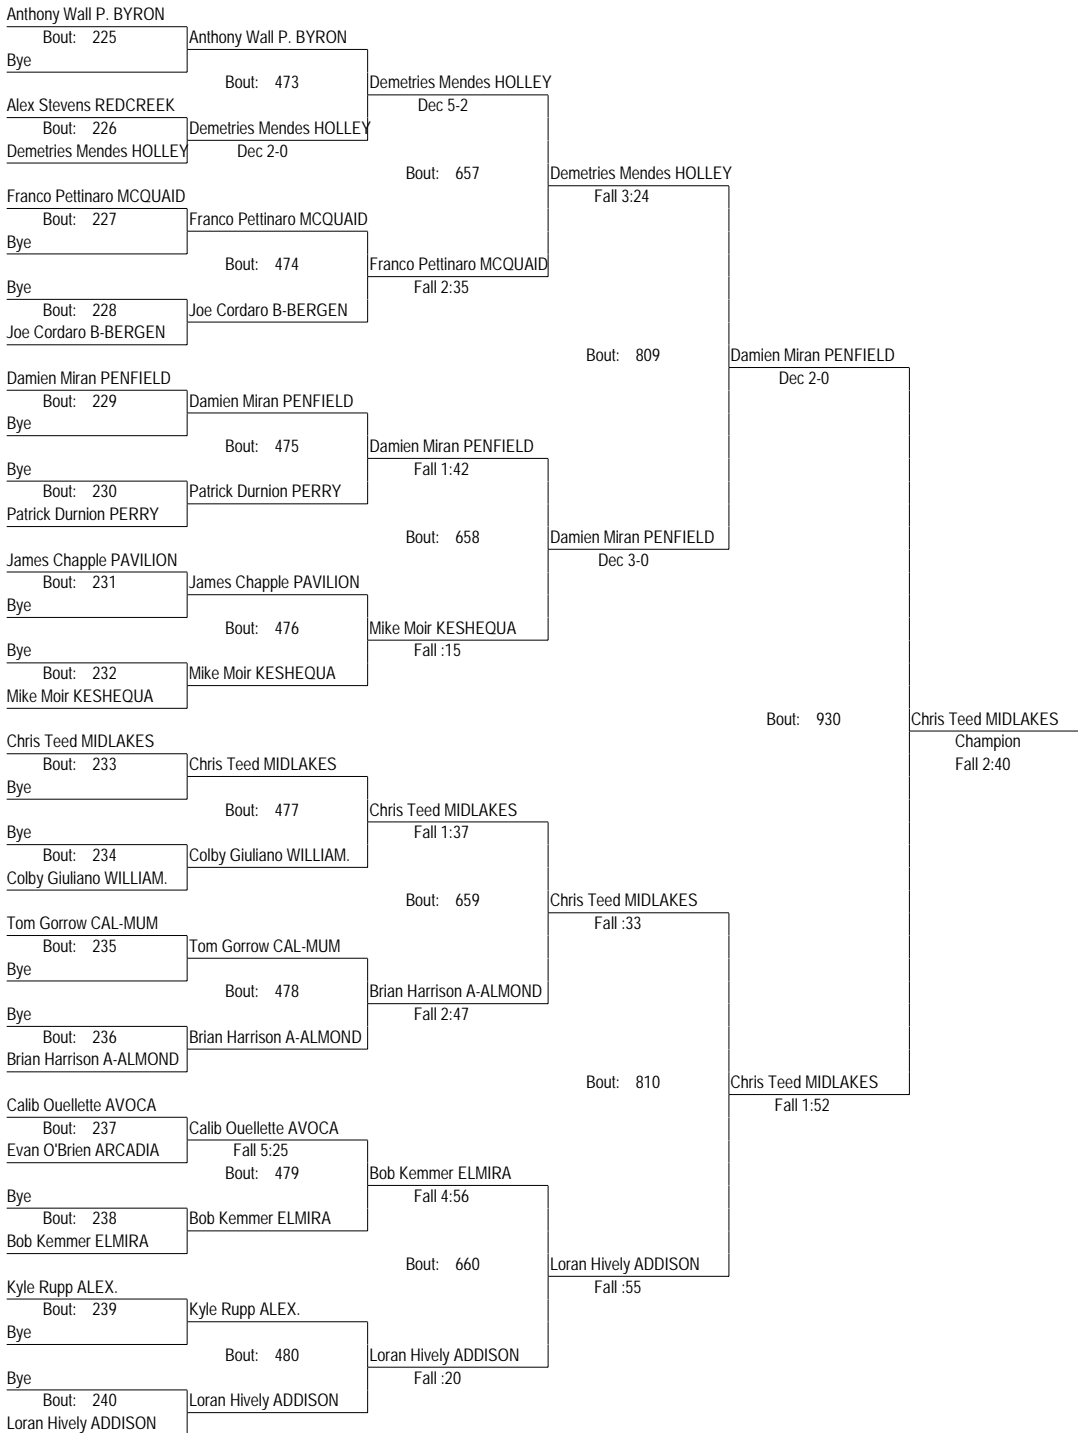 Anthony Wall P. BYRON
Bout: 225
Anthony Wall P. BYRON
Bye
Bout: 473
Demetries Mendes HOLLEY
Dec 5-2
Alex Stevens REDCREEK
Bout: 226
Demetries Mendes HOLLEY
Demetries Mendes HOLLEY
Dec 2-0
Bout: 657
Demetries Mendes HOLLEY
Fall 3:24
Franco Pettinaro MCQUAID
Bout: 227
Franco Pettinaro MCQUAID
Bye
Bout: 474
Franco Pettinaro MCQUAID
Fall 2:35
Bye
Bout: 228
Joe Cordaro B-BERGEN
Joe Cordaro B-BERGEN
Bout: 809
Damien Miran PENFIELD
Dec 2-0
Damien Miran PENFIELD
Bout: 229
Damien Miran PENFIELD
Bye
Bout: 475
Damien Miran PENFIELD
Fall 1:42
Bye
Bout: 230
Patrick Durnion PERRY
Patrick Durnion PERRY
Bout: 658
Damien Miran PENFIELD
Dec 3-0
James Chapple PAVILION
Bout: 231
James Chapple PAVILION
Bye
Bout: 476
Mike Moir KESHEQUA
Fall :15
Bye
Bout: 232
Mike Moir KESHEQUA
Mike Moir KESHEQUA
Bout: 930
Chris Teed MIDLAKES
Champion
Fall 2:40
Chris Teed MIDLAKES
Bout: 233
Chris Teed MIDLAKES
Bye
Bout: 477
Chris Teed MIDLAKES
Fall 1:37
Bye
Bout: 234
Colby Giuliano WILLIAM.
Colby Giuliano WILLIAM.
Bout: 659
Chris Teed MIDLAKES
Fall :33
Tom Gorrow CAL-MUM
Bout: 235
Tom Gorrow CAL-MUM
Bye
Bout: 478
Brian Harrison A-ALMOND
Fall 2:47
Bye
Bout: 236
Brian Harrison A-ALMOND
Brian Harrison A-ALMOND
Bout: 810
Chris Teed MIDLAKES
Fall 1:52
Calib Ouellette AVOCA
Bout: 237
Calib Ouellette AVOCA
Evan O'Brien ARCADIA
Fall 5:25
Bout: 479
Bob Kemmer ELMIRA
Fall 4:56
Bye
Bout: 238
Bob Kemmer ELMIRA
Bob Kemmer ELMIRA
Bout: 660
Loran Hively ADDISON
Fall :55
Kyle Rupp ALEX.
Bout: 239
Kyle Rupp ALEX.
Bye
Bout: 480
Loran Hively ADDISON
Fall :20
Bye
Bout: 240
Loran Hively ADDISON
Loran Hively ADDISON